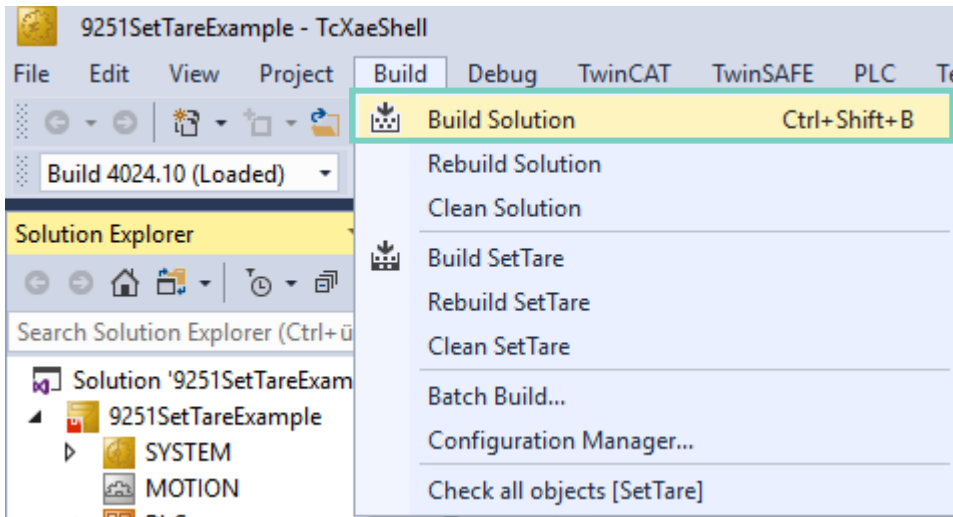 9251SetTareExample - TcXaeShell
File Edit View Project Build Debug TwinCAT TwinSAFE PLC
Build Solution Ctrl+Shift+B
Build 4024.10 (Loaded)
Rebuild Solution
Clean Solution
Solution Explorer
Build SetTare
Rebuild SetTare
Search Solution Explorer (Ctrl+ü
Clean SetTare
Solution '9251SetTareExam
Batch Build...
9251SetTareExample
Configuration Manager...
SYSTEM
MOTION
Check all objects [SetTare]